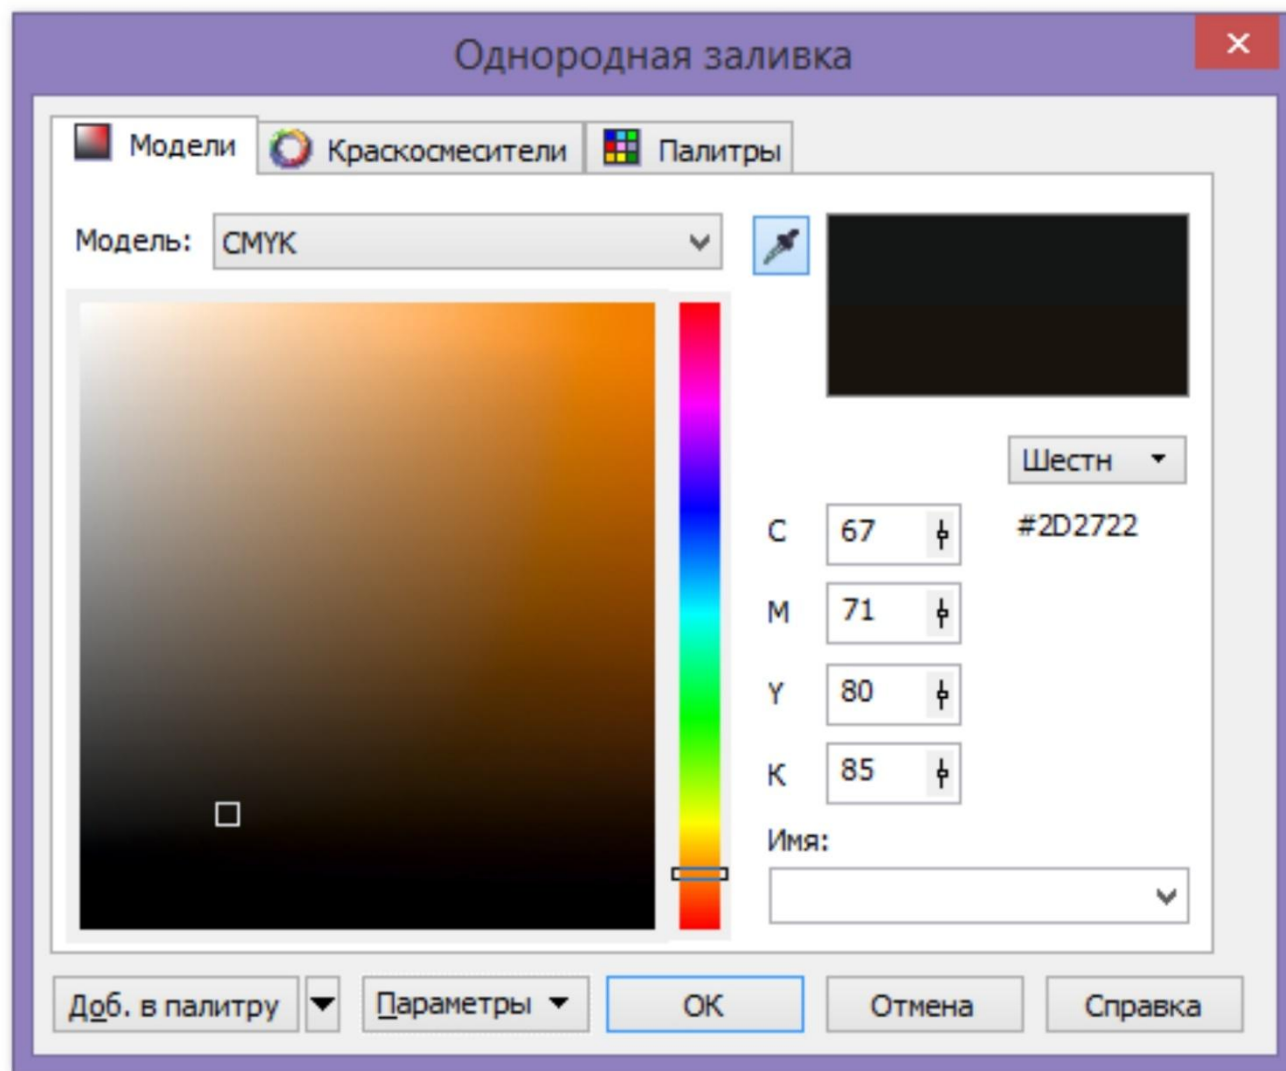 Однородная заливка
Модели Краскосмесители Палитры
Модель: CMYK
Шестн
C 67 #2D2722
M 71
Y 80
K 85
Имя:
Доб. в палитру Параметры OK Отмена Справка